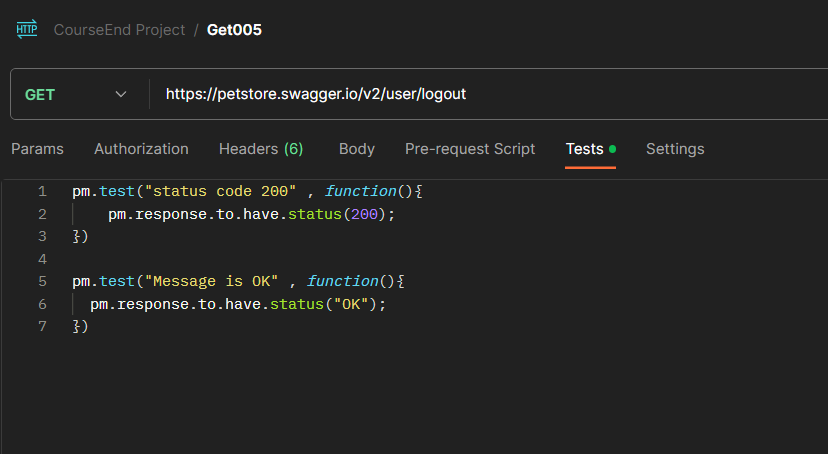 HTTP CourseEnd Project / Get005
GET https://petstore.swagger.io/v2/user/logout
Params Authorization Headers (6) Body Pre-request Script Tests Settings
1 pm.test("status code 200" , function(){
2 pm.response.to.have.status(200);
3 })
4
5 pm.test("Message is OK" , function(){
6 pm.response.to.have.status("OK");
7 })